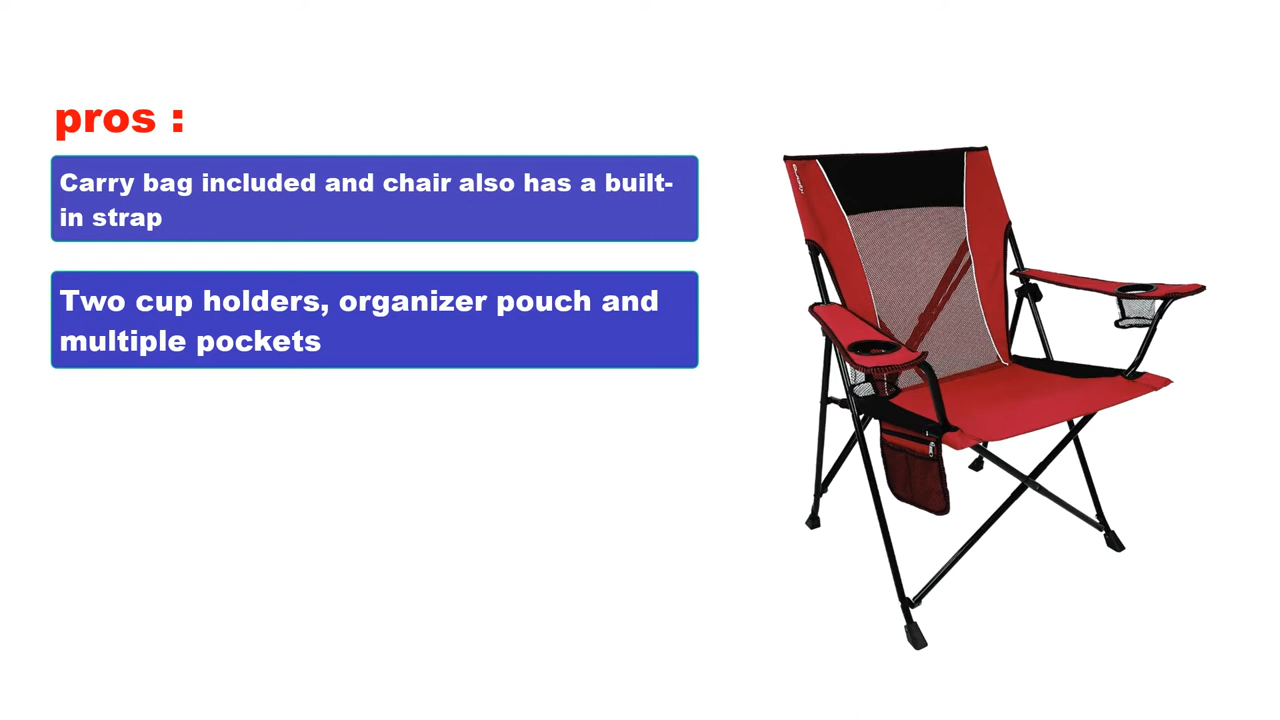 pros :
Carry bag included and chair also has a built-
in strap
Two cup holders, organizer pouch and
multiple pockets